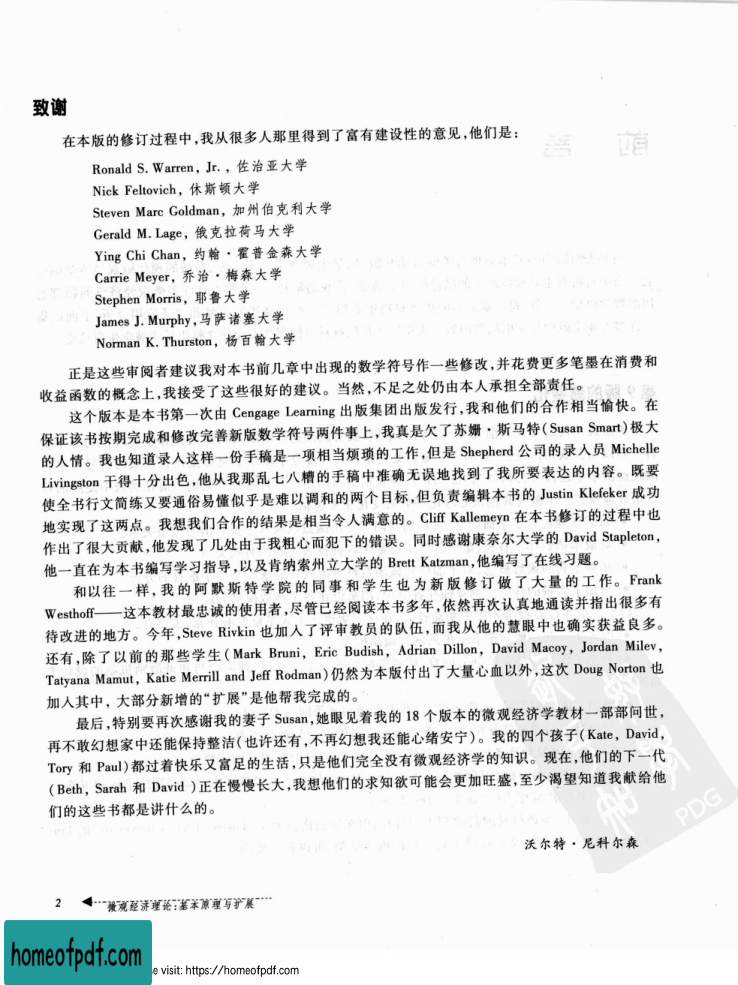 致谢
在本版的修订过程中,我从很多人那里得到了富有建设性的意见,他们是:
Ronald S. Warren, Jr. , 佐治亚大学
Nick Feltovich, 休斯顿大学
Steven Marc Goldman, 加州伯克利大学
Gerald M. Lage, 俄克拉荷马大学
Ying Chi Chan, 约翰·霍普金森大学
Carrie Meyer, 乔治·梅森大学
Stephen Morris, 耶鲁大学
James J. Murphy,马萨诸塞大学
Norman K. Thurston, 杨百翰大学
正是这些审阅者建议我对本书前几章中出现的数学符号作一些修改,并花费更多笔墨在消费和
收益函数的概念上,我接受了这些很好的建议。当然,不足之处仍由本人承担全部责任。
这个版本是本书第一次由 Cengage Learning 出版集团出版发行,我和他们的合作相当愉快。在
保证该书按期完成和修改完善新版数学符号两件事上,我真是欠了苏姗·斯马特(Susan Smart)极大
的人情。我也知道录入这样一份手稿是一项相当烦琐的工作,但是 Shepherd 公司的录入员 Michelle
Livingston 干得十分出色,他从我那乱七八糟的手稿中准确无误地找到了我所要表达的内容。既要
使全书行文简练又要通俗易懂似乎是难以调和的两个目标,但负责编辑本书的 Justin Klefeker 成功
地实现了这两点。我想我们合作的结果是相当令人满意的。Cliff Kallemeyn 在本书修订的过程中也
作出了很大贡献,他发现了几处由于我粗心而犯下的错误。同时感谢康奈尔大学的 David Stapleton,
他一直在为本书编写学习指导,以及肯纳索州立大学的 Brett Katzman,他编写了在线习题。
和以往一样,我的阿默斯特学院的同事和学生也为新版修订做了大量的工作。Frank
Westhoff——这本教材最忠诚的使用者,尽管已经阅读本书多年,依然再次认真地通读并指出很多有
待改进的地方。今年,Steve Rivkin 也加入了评审教员的队伍,而我从他的慧眼中也确实获益良多。
还有,除了以前的那些学生(Mark Bruni, Eric Budish, Adrian Dillon, David Macoy, Jordan Milev,
Tatyana Mamut, Katie Merrill and Jeff Rodman)仍然为本版付出了大量心血以外,这次 Doug Norton 也
加入其中, 大部分新增的“扩展”是他帮我完成的。
最后,特别要再次感谢我的妻子 Susan,她眼见着我的 18 个版本的微观经济学教材一部部问世,
再不敢幻想家中还能保持整洁(也许还有,不再幻想我还能心绪安宁)。我的四个孩子(Kate, David,
Tory 和 Paul)都过着快乐又富足的生活,只是他们完全没有微观经济学的知识。现在,他们的下一代
(Beth, Sarah 和 David )正在慢慢长大,我想他们的求知欲可能会更加旺盛,至少渴望知道我献给他
们的这些书都是讲什么的。
沃尔特·尼科尔森
2 微观经济理论:基本原理与扩展
PDG
homeofpdf.com
e visit: https://homeofpdf.com